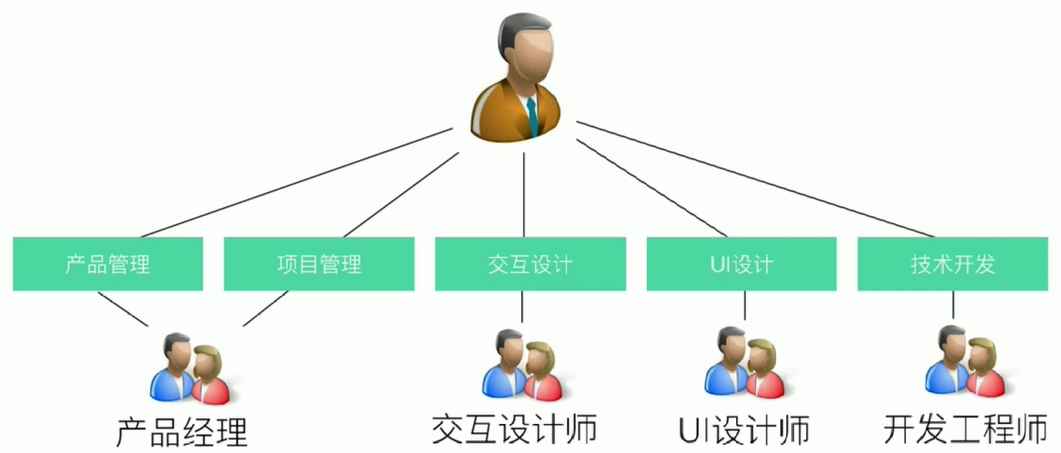 产品管理
项目管理
交互设计
UI设计
技术开发
产品经理
交互设计师
UI设计师
开发工程师